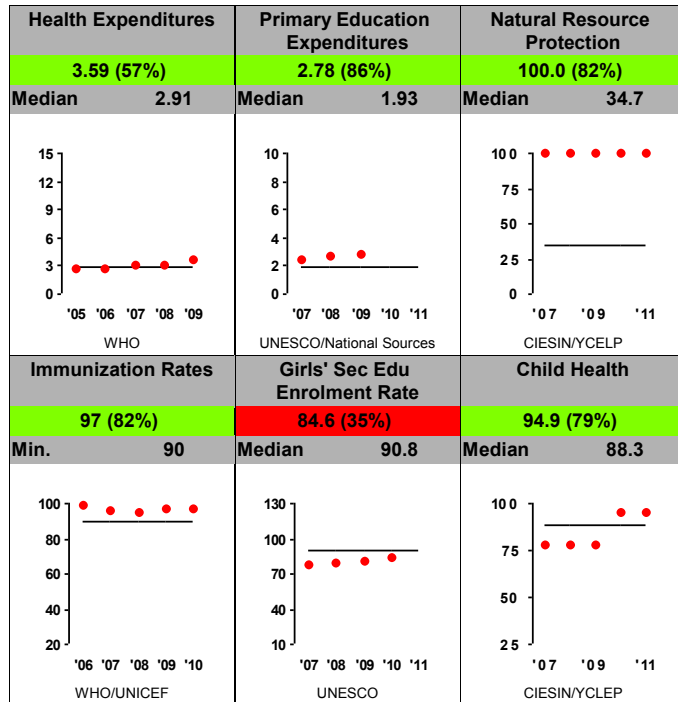 Health Expenditures
3.59 (57%)
Median 2.91
15
12
9
6
3
0
'05 '06 '07 '08 '09
WHO
Primary Education
Expenditures
2.78 (86%)
Median 1.93
10
8
6
4
2
0
'07 '08 '09 '10 '11
UNESCO/National Sources
Natural Resource
Protection
100.0 (82%)
Median 34.7
100
75
50
25
0
'07 '09 '11
CIESIN/YCELP
Immunization Rates
97 (82%)
Min. 90
100
80
60
40
20
'06 '07 '08 '09 '10
WHO/UNICEF
Girls' Sec Edu
Enrolment Rate
84.6 (35%)
Median 90.8
130
100
70
40
10
'07 '08 '09 '10 '11
UNESCO
Child Health
94.9 (79%)
Median 88.3
100
75
50
25
'07 '09 '11
CIESIN/YCLEP